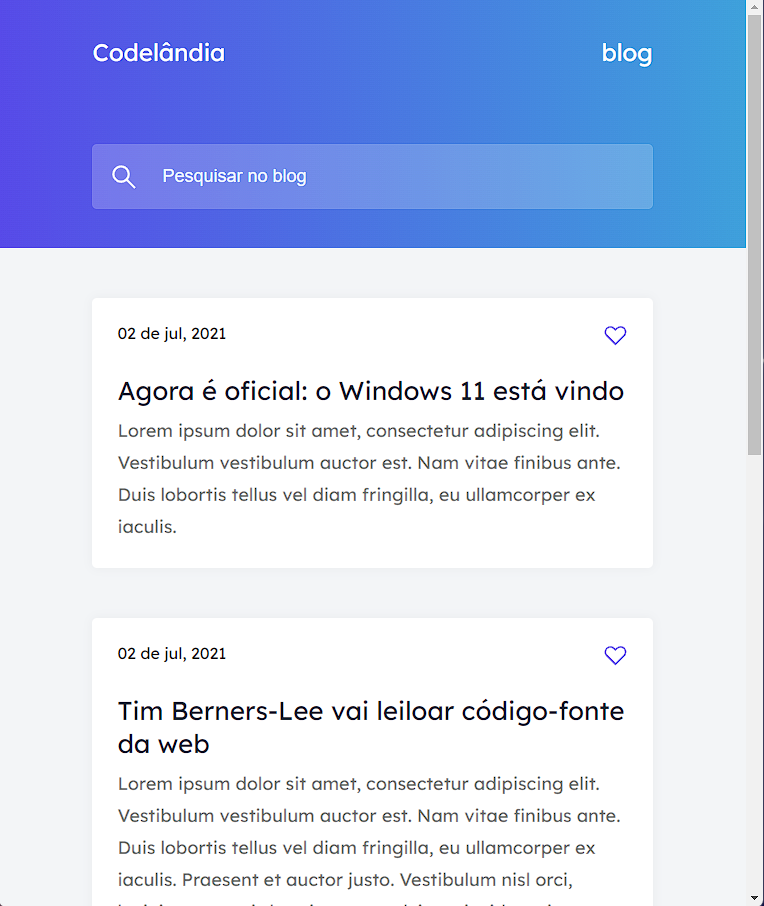 Codelândia
blog
Pesquisar no blog
02 de jul, 2021
Agora é oficial: o Windows 11 está vindo
Lorem ipsum dolor sit amet, consectetur adipiscing elit.
Vestibulum vestibulum auctor est. Nam vitae finibus ante.
Duis lobortis tellus vel diam fringilla, eu ullamcorper ex
iaculis.
02 de jul, 2021
Tim Berners-Lee vai leiloar código-fonte
da web
Lorem ipsum dolor sit amet, consectetur adipiscing elit.
Vestibulum vestibulum auctor est. Nam vitae finibus ante.
Duis lobortis tellus vel diam fringilla, eu ullamcorper ex
iaculis. Praesent et auctor justo. Vestibulum nisl orci,